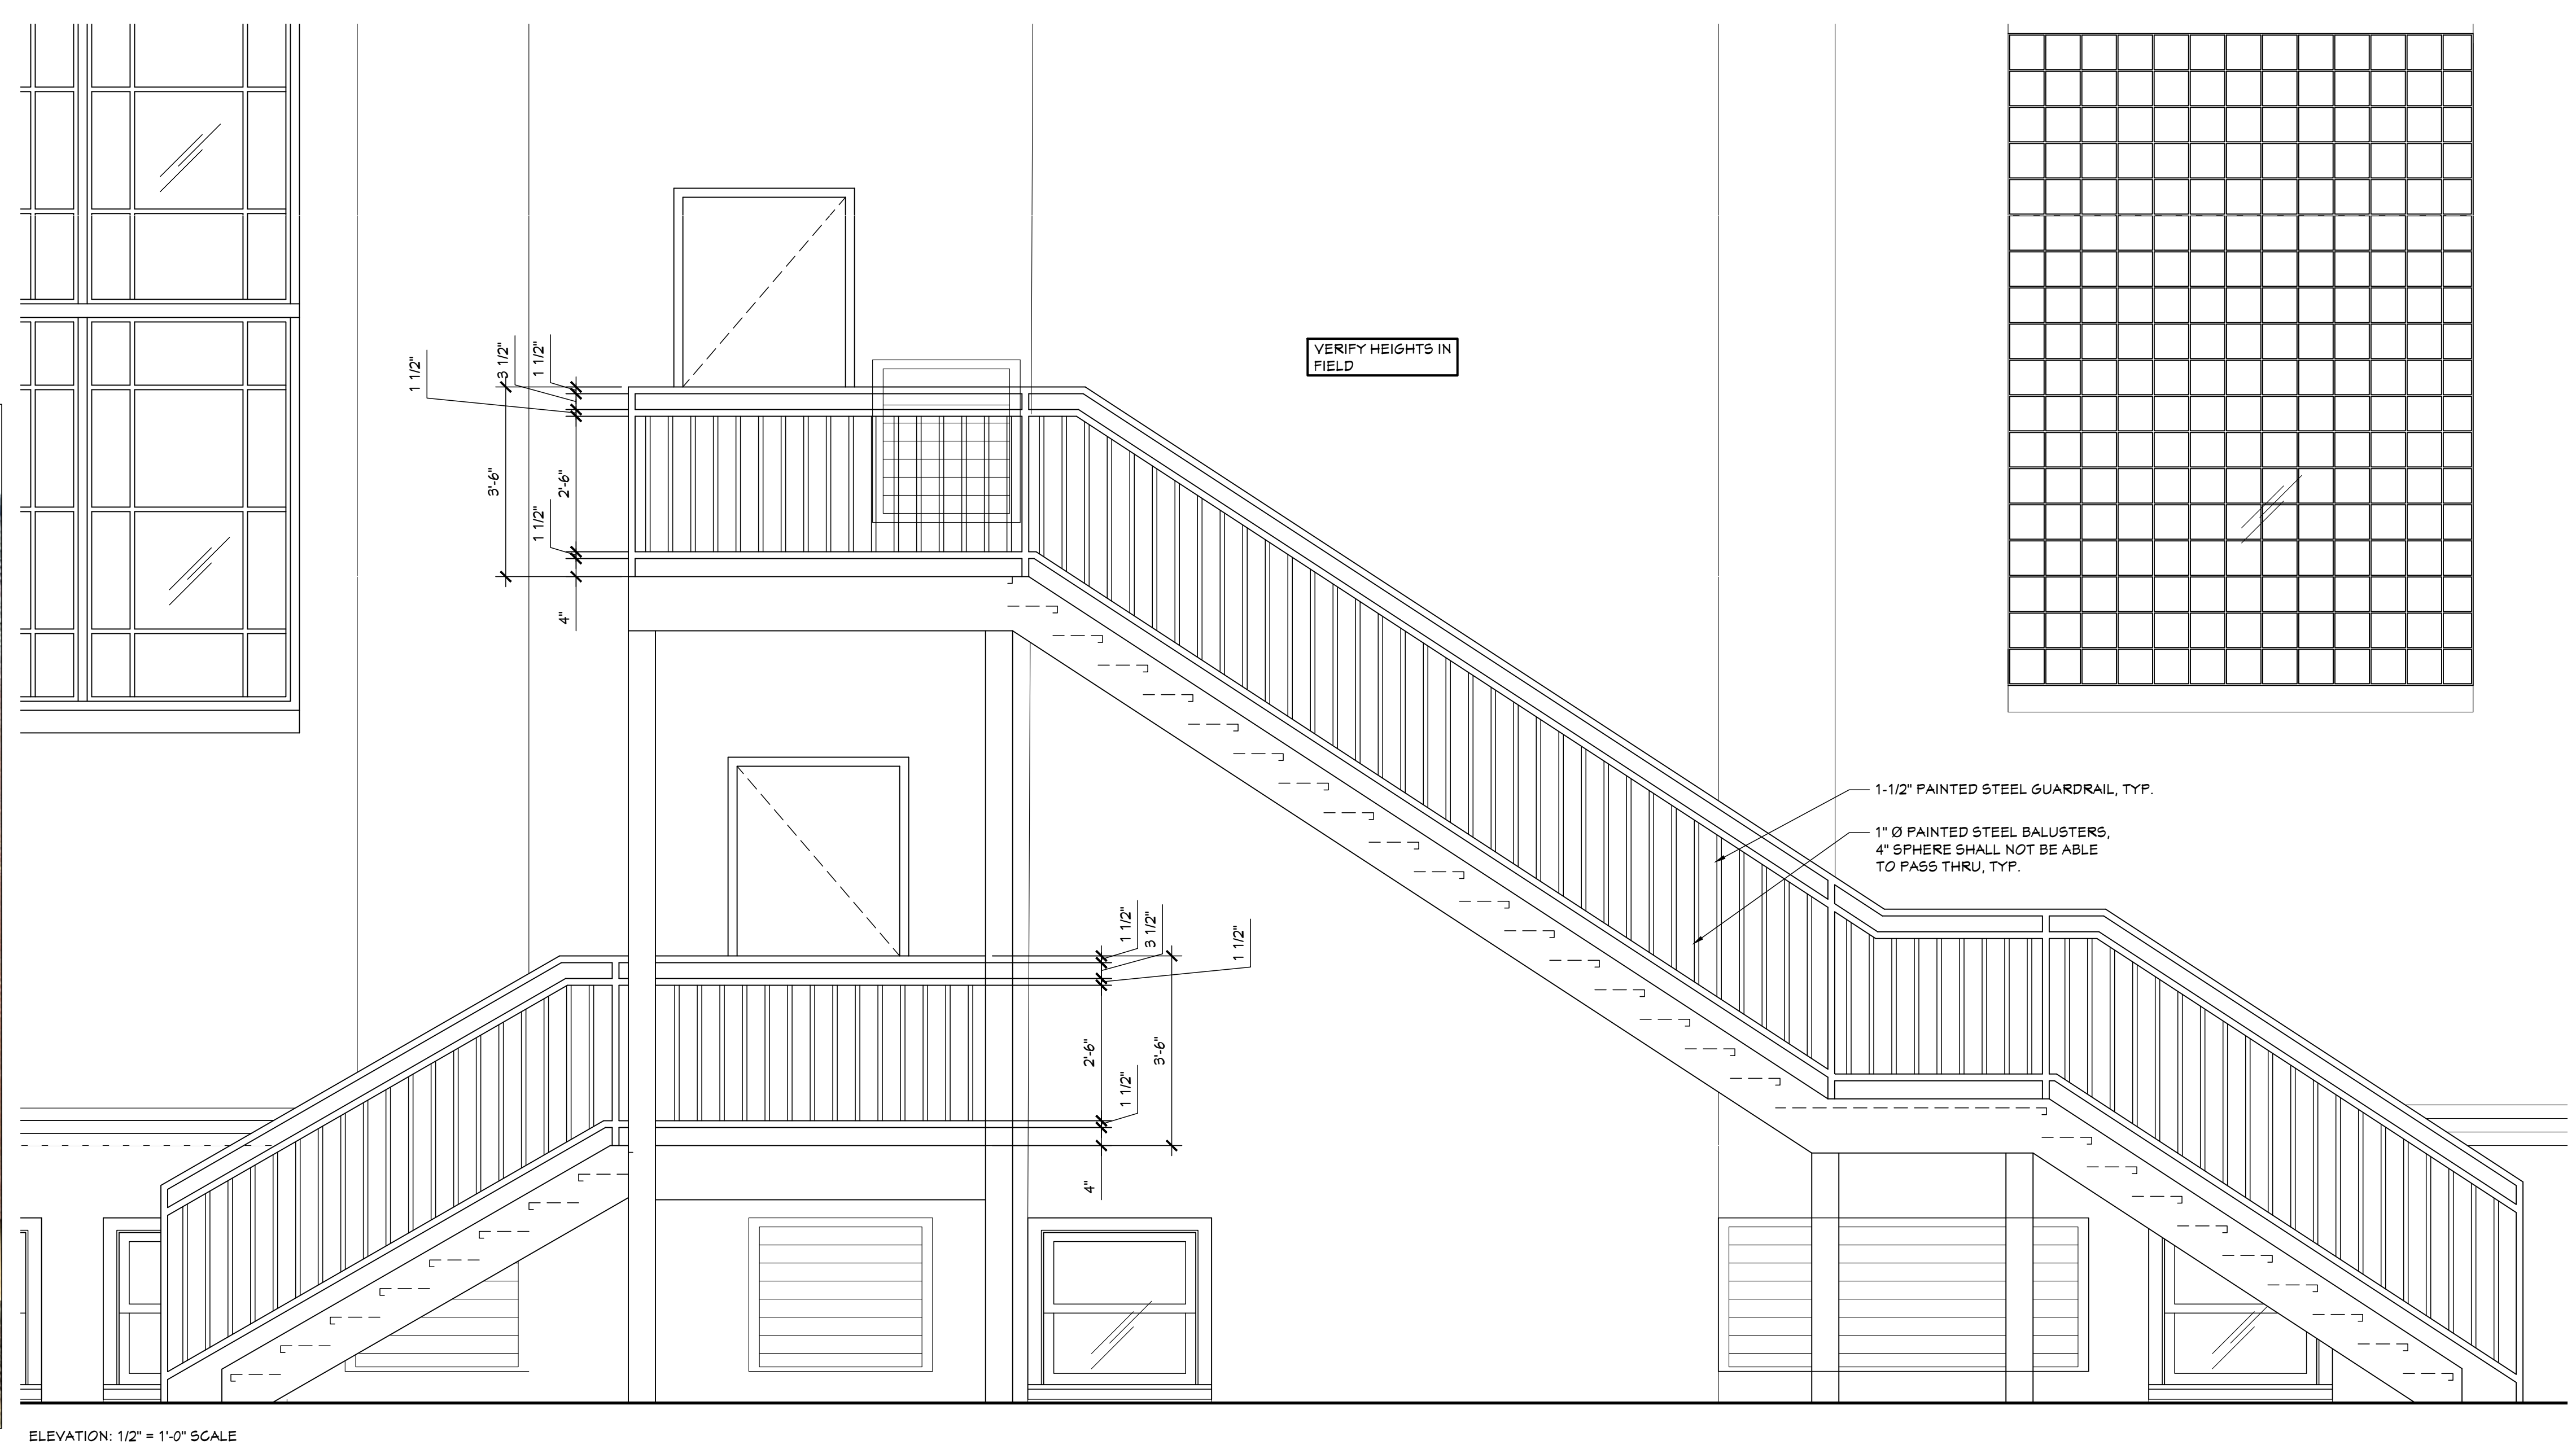 VERIFY HEIGHTS IN
FIELD
1 1/2"
3 1/2"
1 1/2"
3'-6"
2'-6"
1 1/2"
4"
1-1/2" PAINTED STEEL GUARDRAIL, TYP.
1" Ø PAINTED STEEL BALUSTERS,
4" SPHERE SHALL NOT BE ABLE
TO PASS THRU, TYP.
1 1/2"
3 1/2"
1 1/2"
2'-6"
3'-6"
1 1/2"
4"
ELEVATION: 1/2" = 1'-0" SCALE